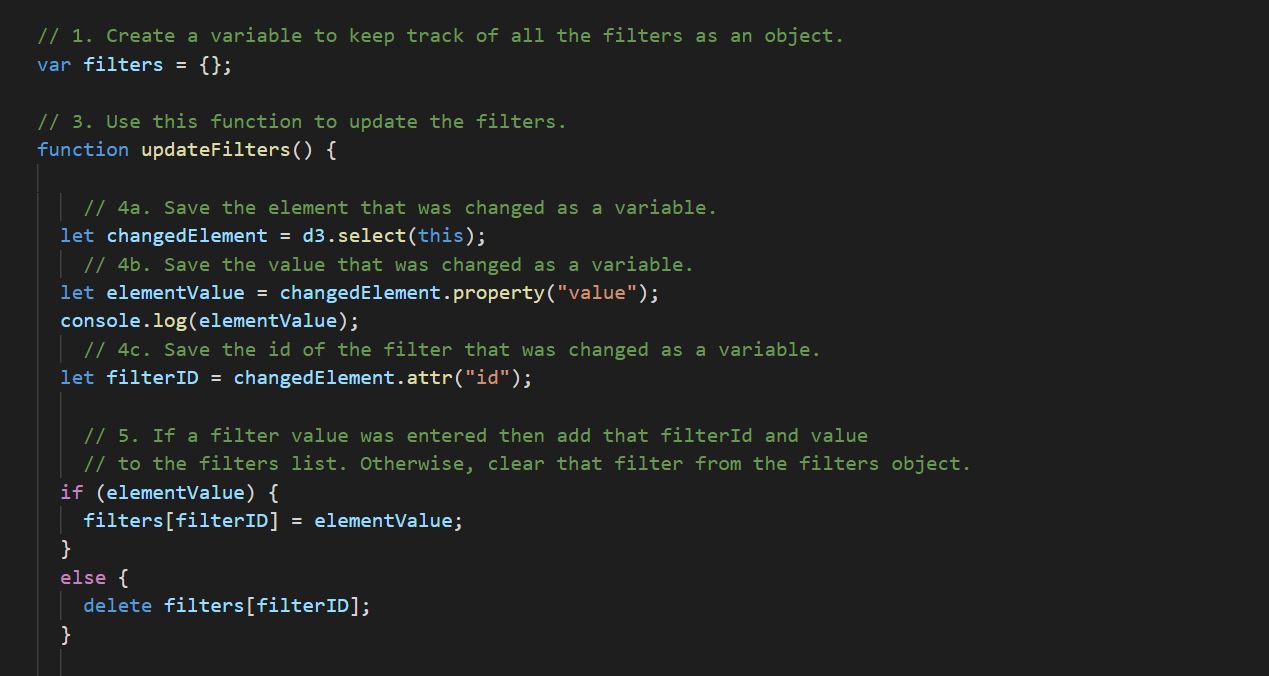 // 1. Create a variable to keep track of all the filters as an object.
var filters = {};
// 3. Use this function to update the filters.
function updateFilters() {
// 4a. Save the element that was changed as a variable.
let changedElement = d3.select(this);
// 4b. Save the value that was changed as a variable.
let elementValue = changedElement.property("value");
console.log(elementValue);
// 4c. Save the id of the filter that was changed as a variable.
let filterID = changedElement.attr("id");
// 5. If a filter value was entered then add that filterId and value
// to the filters list. Otherwise, clear that filter from the filters object.
if (elementValue) {
filters[filterID] = elementValue;
}
else {
delete filters[filterID];
}